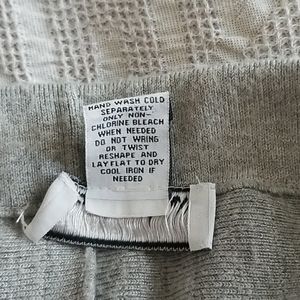 HAND WASH COLD
SEPARATELY
ONLY NON-
CHLORINE BLEACH
WHEN NEEDED
DO NOT WRING
OR TWIST
RESHAPE AND
LAY FLAT TO DRY
COOL IRON IF
NEEDED